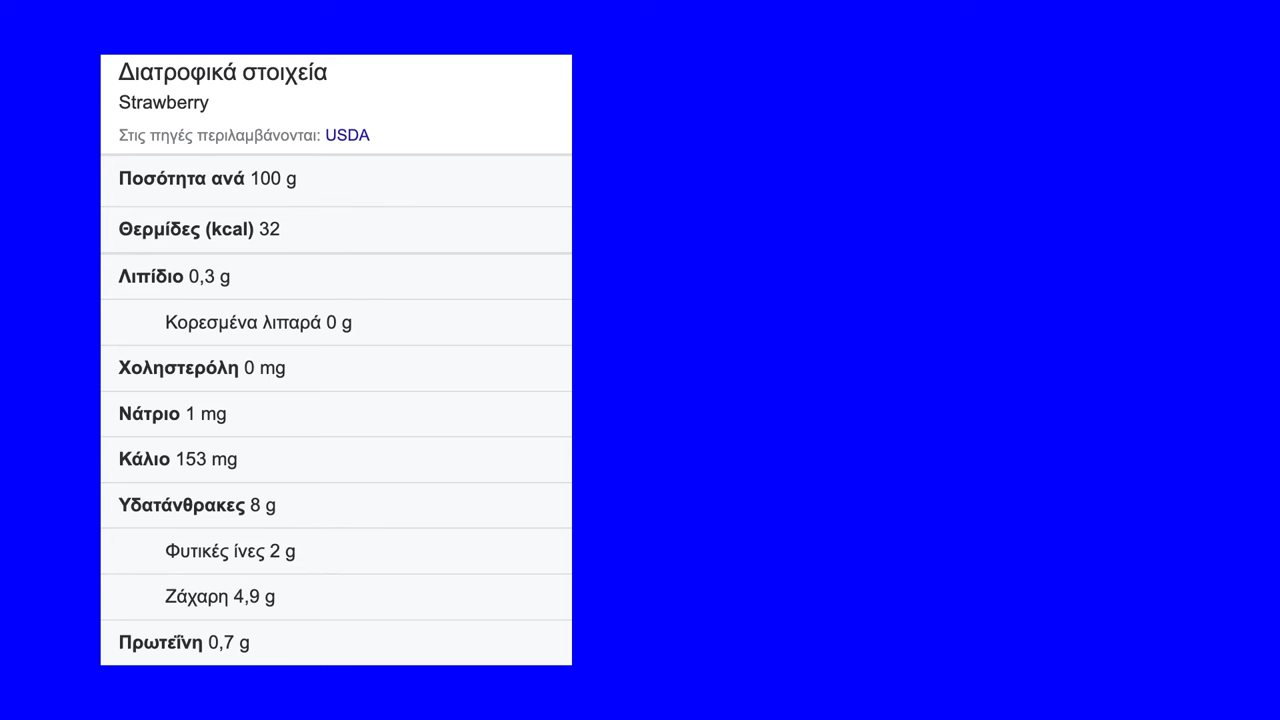 Διατροφικά στοιχεία
Strawberry
Στις πηγές περιλαμβάνονται: USDA
Ποσότητα ανά 100 g
Θερμίδες (kcal) 32
Λιπίδιο 0,3 g
Κορεσμένα λιπαρά 0 g
Χοληστερόλη 0 mg
Νάτριο 1 mg
Κάλιο 153 mg
Υδατάνθρακες 8 g
Φυτικές ίνες 2 g
Ζάχαρη 4,9 g
Πρωτεΐνη 0,7 g